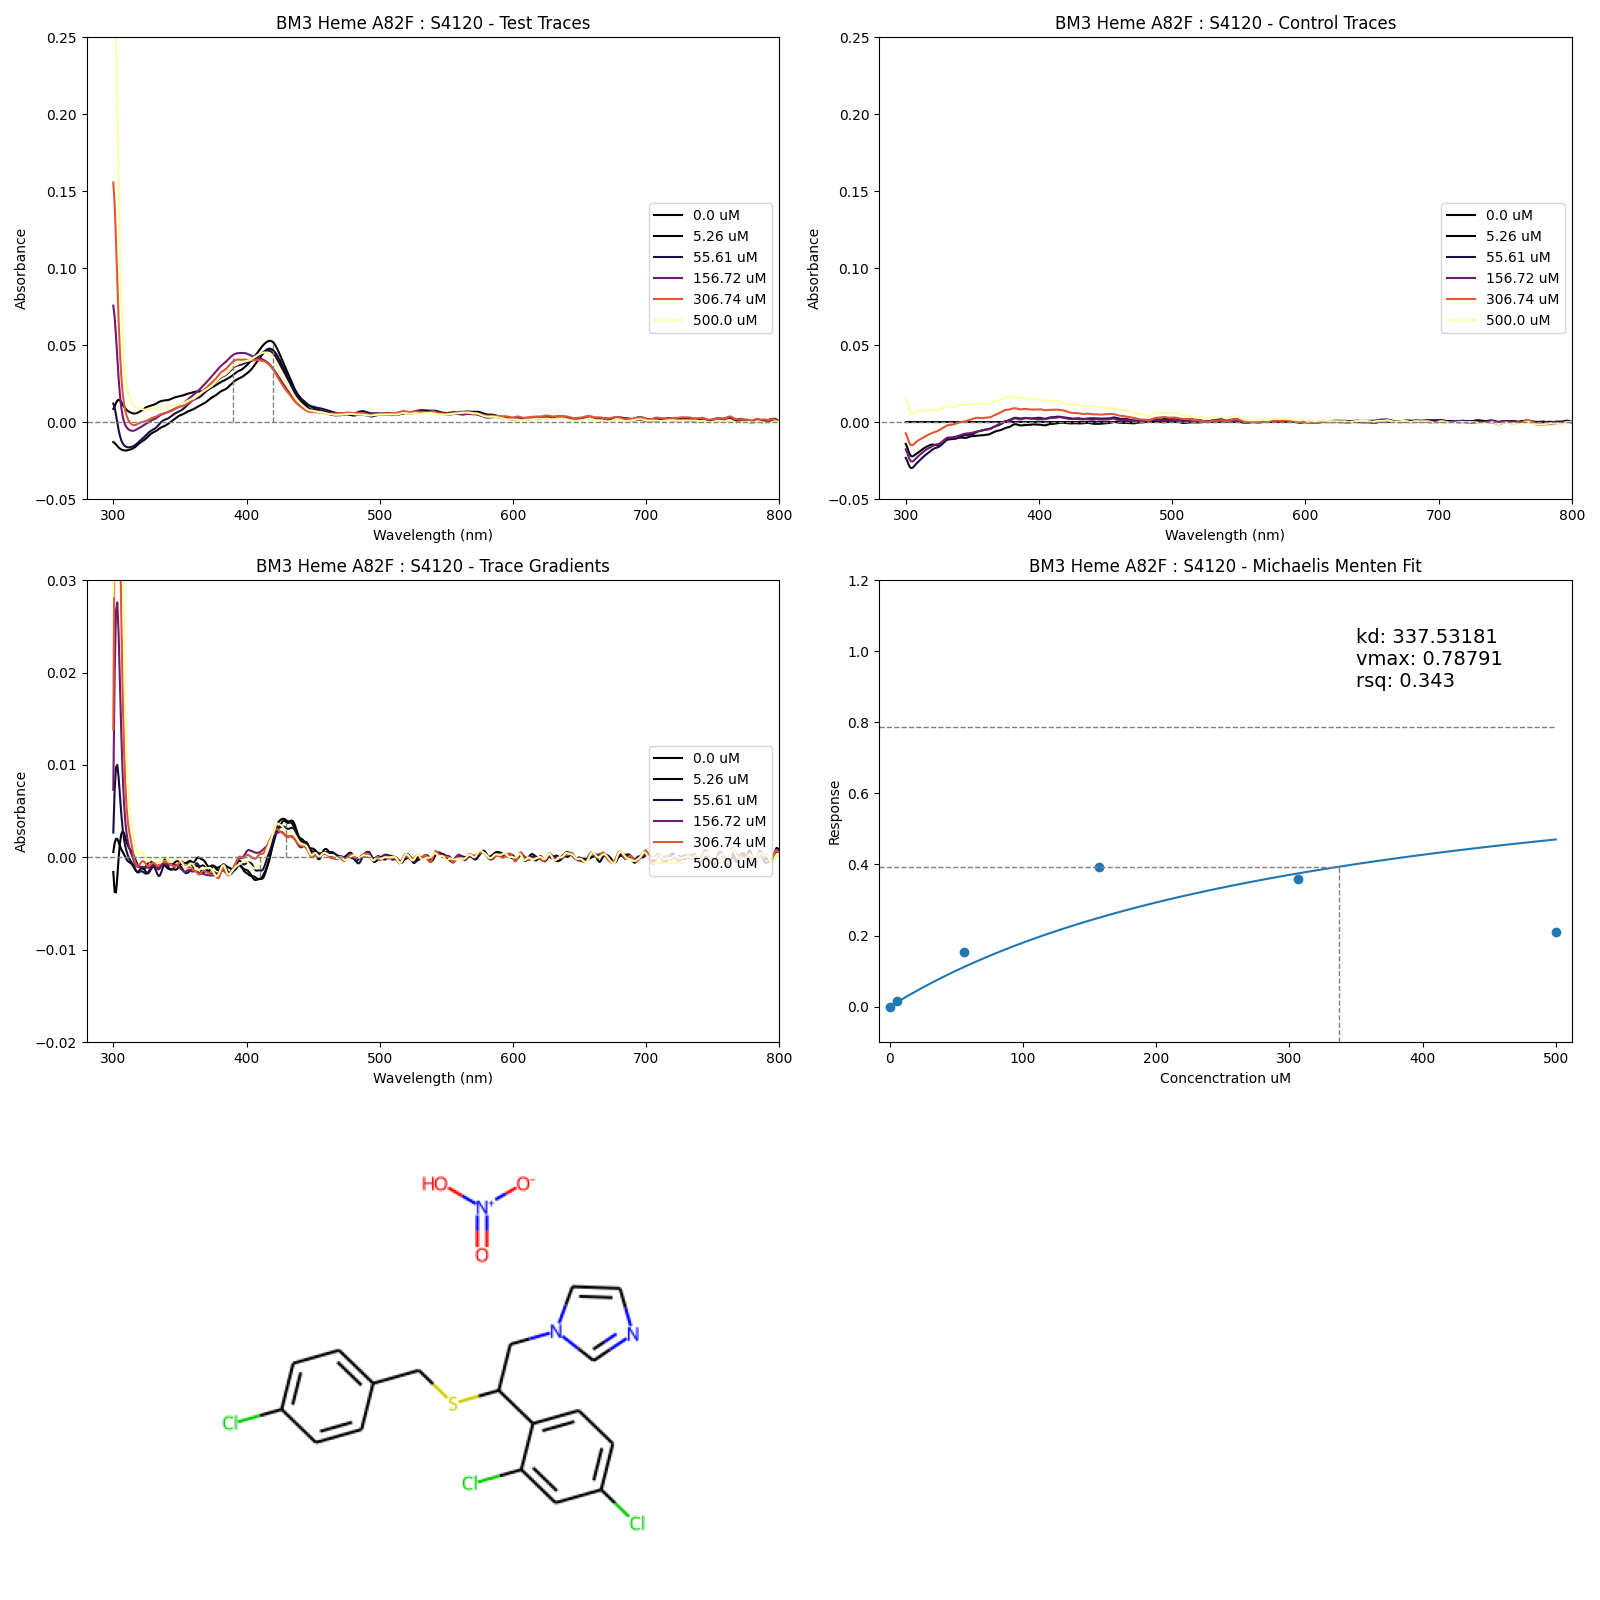 BM3 Heme A82F : S4120 - Test Traces
0.25
0.20
0.15
0.10
0.05
0.00
−0.05
300 400 500 600 700 800
Absorbance
Wavelength (nm)
0.0 uM
5.26 uM
55.61 uM
156.72 uM
306.74 uM
500.0 uM
BM3 Heme A82F : S4120 - Control Traces
0.25
0.20
0.15
0.10
0.05
0.00
−0.05
300 400 500 600 700 800
Absorbance
Wavelength (nm)
0.0 uM
5.26 uM
55.61 uM
156.72 uM
306.74 uM
500.0 uM
BM3 Heme A82F : S4120 - Trace Gradients
0.03
0.02
0.01
0.00
−0.01
−0.02
300 400 500 600 700 800
Absorbance
Wavelength (nm)
0.0 uM
5.26 uM
55.61 uM
156.72 uM
306.74 uM
500.0 uM
BM3 Heme A82F : S4120 - Michaelis Menten Fit
1.2
1.0
0.8
0.6
0.4
0.2
0.0
0 100 200 300 400 500
Response
Concenctration uM
kd: 337.53181
vmax: 0.78791
rsq: 0.343
HO N+ O-
O
N N
S
Cl
Cl
Cl